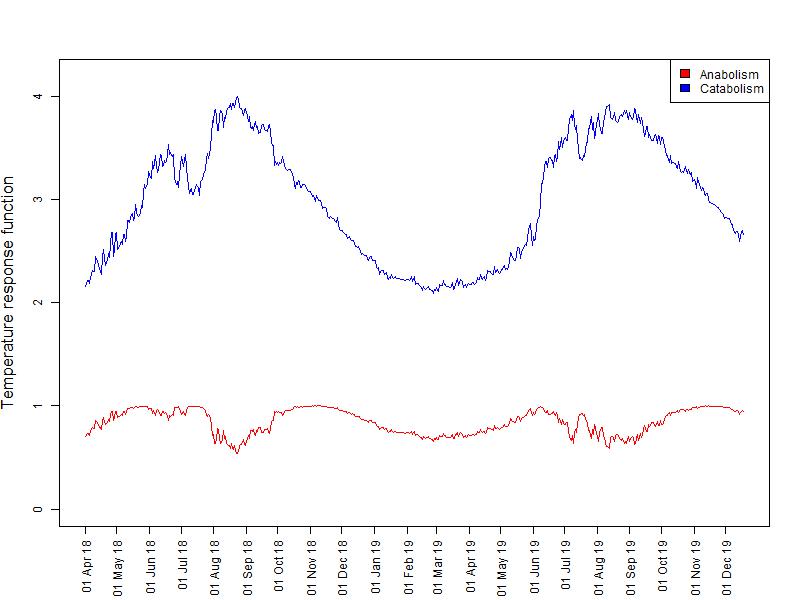 Anabolism
Catabolism
Temperature response function
4
3
2
1
0
01 Apr 18
01 May 18
01 Jun 18
01 Jul 18
01 Aug 18
01 Sep 18
01 Oct 18
01 Nov 18
01 Dec 18
01 Jan 19
01 Feb 19
01 Mar 19
01 Apr 19
01 May 19
01 Jun 19
01 Jul 19
01 Aug 19
01 Sep 19
01 Oct 19
01 Nov 19
01 Dec 19